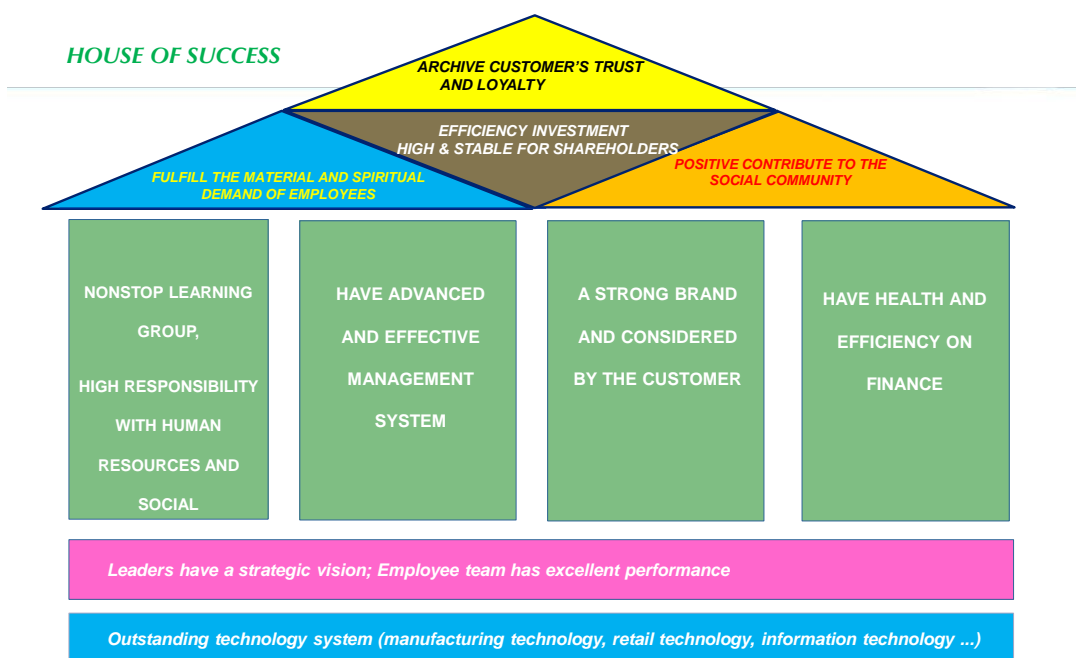 HOUSE OF SUCCESS
ARCHIVE CUSTOMER'S TRUST
AND LOYALTY
EFFICIENCY INVESTMENT
HIGH & STABLE FOR SHAREHOLDERS
FULFILL THE MATERIAL AND SPIRITUAL
DEMAND OF EMPLOYEES
POSITIVE CONTRIBUTE TO THE
SOCIAL COMMUNITY
NONSTOP LEARNING
GROUP,
HIGH RESPONSIBILITY
WITH HUMAN
RESOURCES AND
SOCIAL
HAVE ADVANCED
AND EFFECTIVE
MANAGEMENT
SYSTEM
A STRONG BRAND
AND CONSIDERED
BY THE CUSTOMER
HAVE HEALTH AND
EFFICIENCY ON
FINANCE
Leaders have a strategic vision; Employee team has excellent performance
Outstanding technology system (manufacturing technology, retail technology, information technology ...)